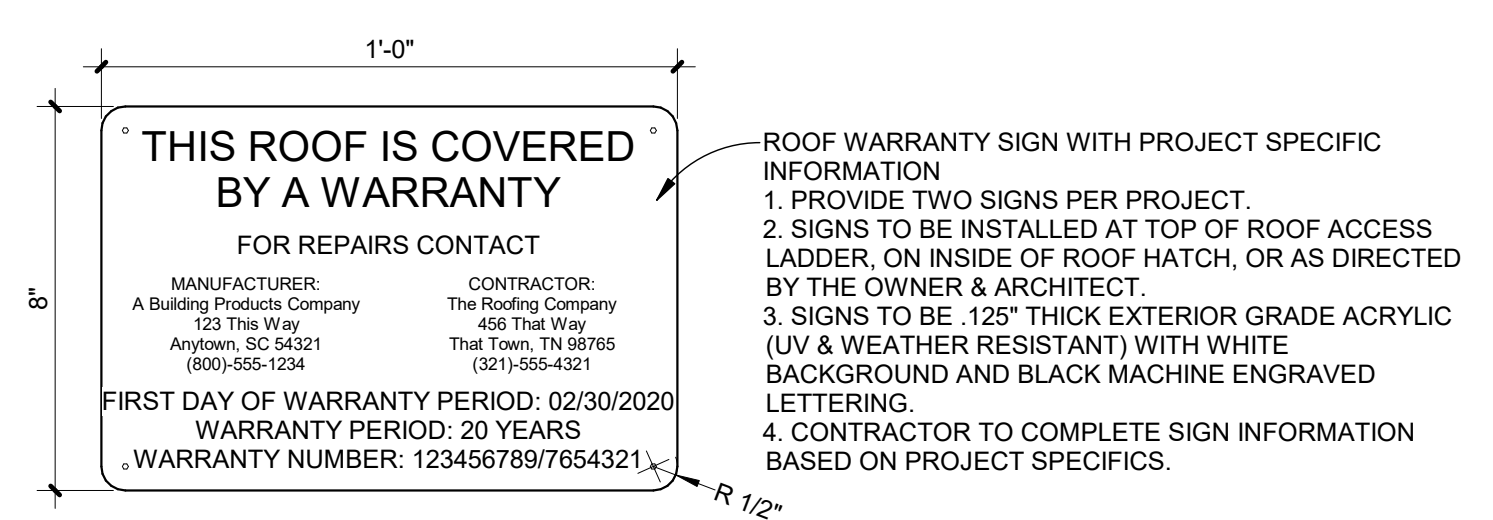 1'-0"
8"
THIS ROOF IS COVERED
BY A WARRANTY
FOR REPAIRS CONTACT
MANUFACTURER:
A Building Products Company
123 This Way
Anytown, SC 54321
(800)-555-1234
CONTRACTOR:
The Roofing Company
456 That Way
That Town, TN 98765
(321)-555-4321
FIRST DAY OF WARRANTY PERIOD: 02/30/2020
WARRANTY PERIOD: 20 YEARS
WARRANTY NUMBER: 123456789/7654321
R 1/2"
ROOF WARRANTY SIGN WITH PROJECT SPECIFIC
INFORMATION
1. PROVIDE TWO SIGNS PER PROJECT.
2. SIGNS TO BE INSTALLED AT TOP OF ROOF ACCESS
LADDER, ON INSIDE OF ROOF HATCH, OR AS DIRECTED
BY THE OWNER & ARCHITECT.
3. SIGNS TO BE .125" THICK EXTERIOR GRADE ACRYLIC
(UV & WEATHER RESISTANT) WITH WHITE
BACKGROUND AND BLACK MACHINE ENGRAVED
LETTERING.
4. CONTRACTOR TO COMPLETE SIGN INFORMATION
BASED ON PROJECT SPECIFICS.